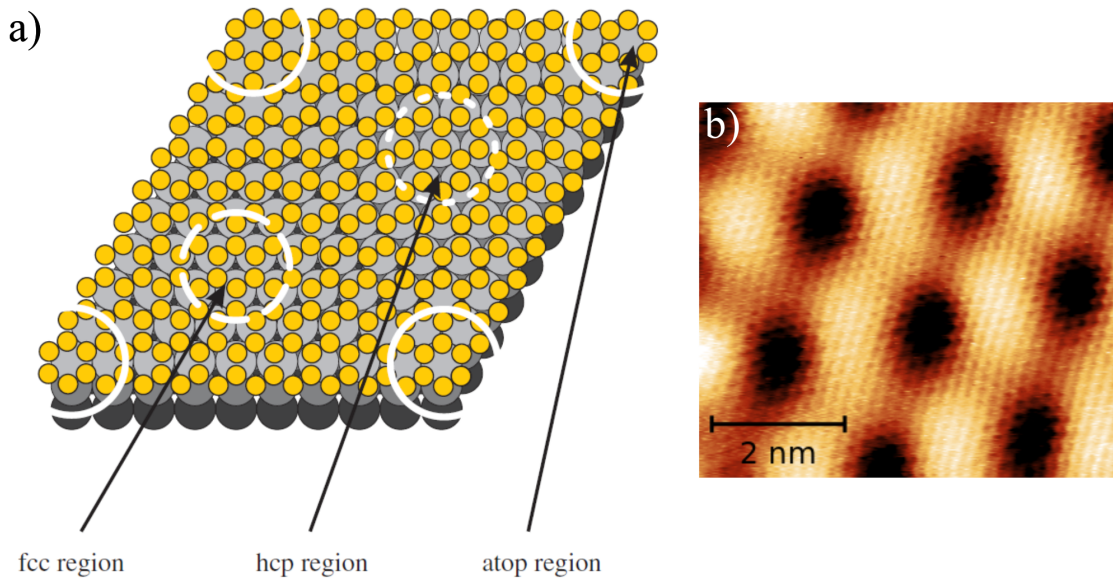 a)
b)
2 nm
fcc region
hcp region
atop region